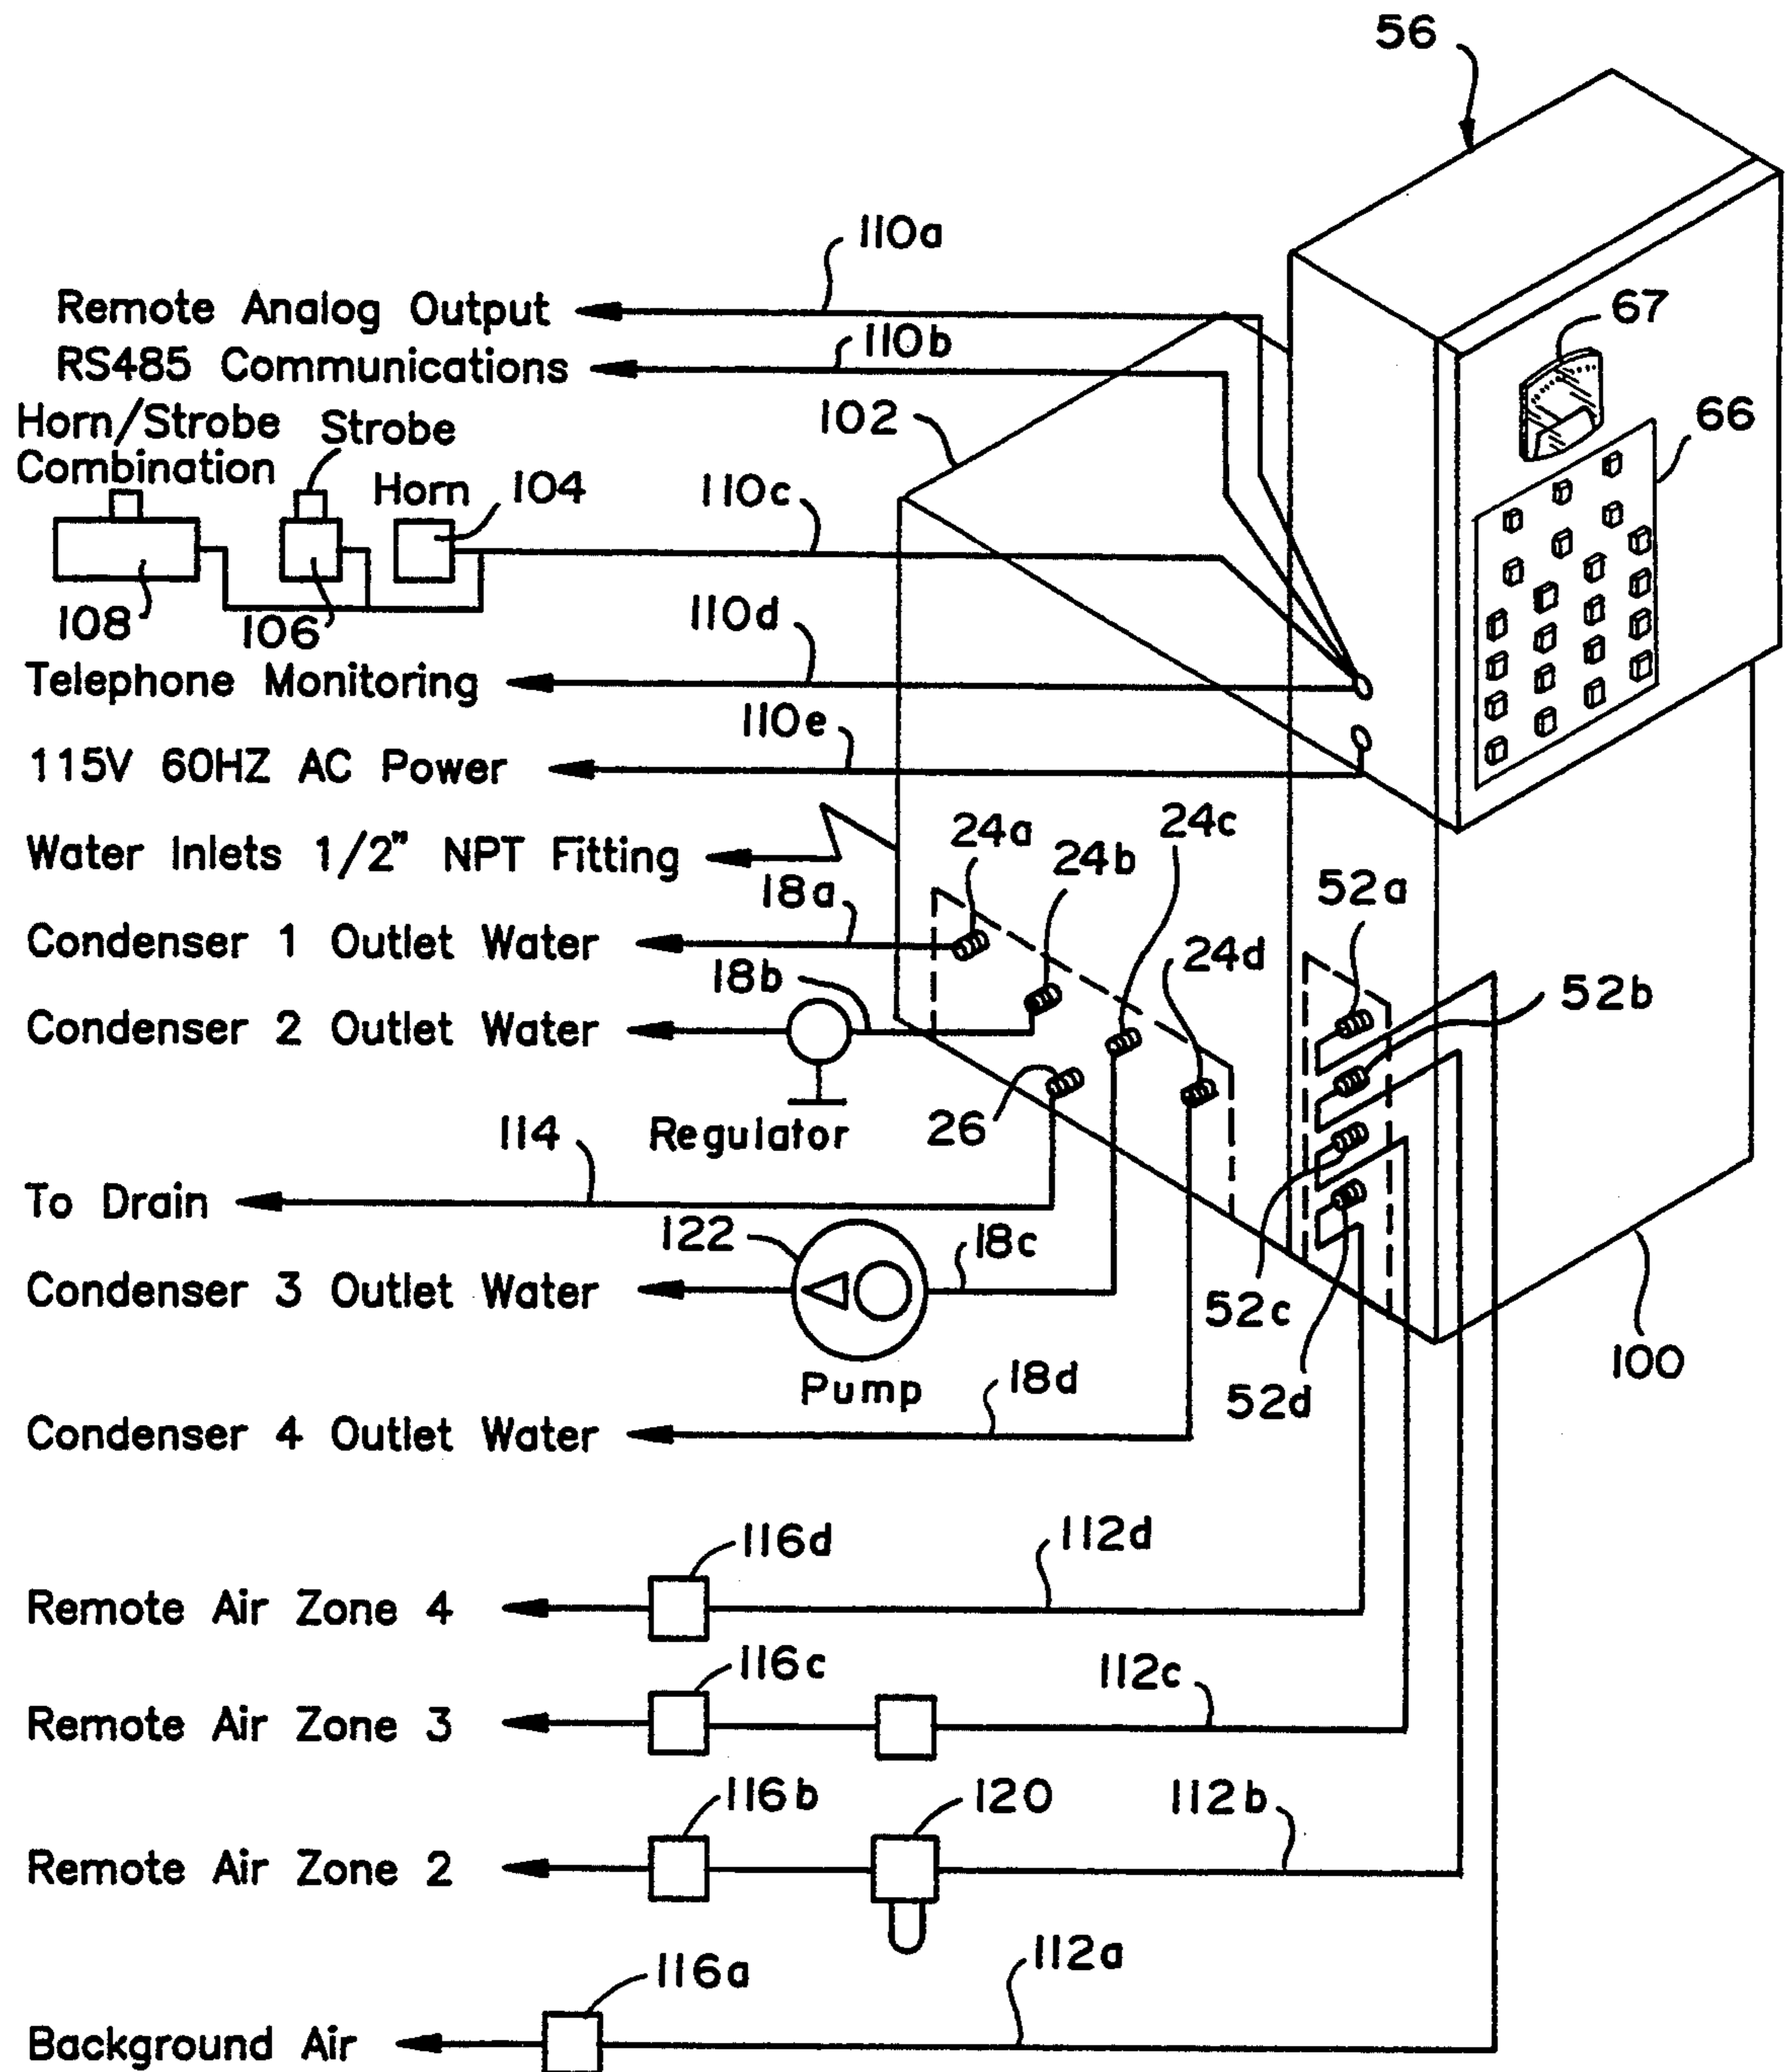 56
110a
Remote Analog Output
67
110b
RS485 Communications
102
66
Horn/Strobe Combination
Strobe
Horn
104
110c
108
106
110d
Telephone Monitoring
110e
115V 60HZ AC Power
24c
24a
Water Inlets 1/2" NPT Fitting
24b
52a
18a
Condenser 1 Outlet Water
24d
18b
52b
Condenser 2 Outlet Water
26
Regulator
114
To Drain
122
18c
Condenser 3 Outlet Water
52c
100
Pump
18d
52d
Condenser 4 Outlet Water
116d
112d
Remote Air Zone 4
116c
112c
Remote Air Zone 3
116b
120
112b
Remote Air Zone 2
116a
112a
Background Air